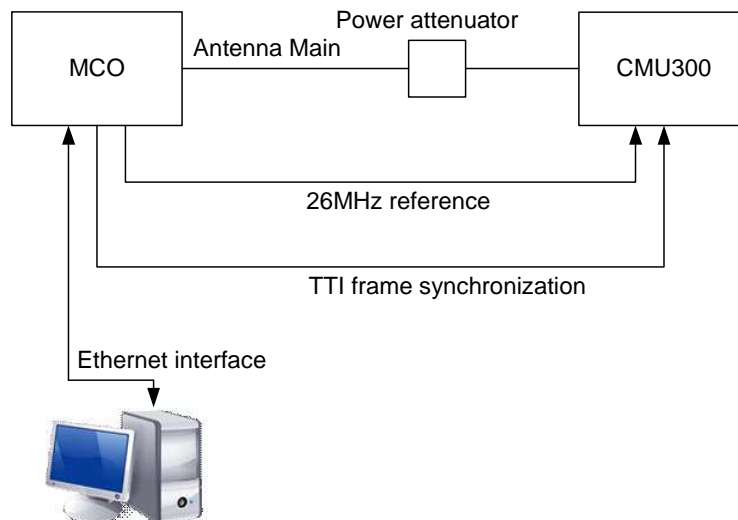 Power attenuator
Antenna Main
MCO
CMU300
26MHz reference
TTI frame synchronization
Ethernet interface